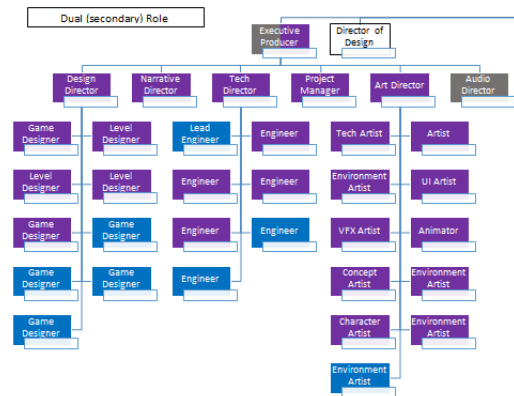 Dual (secondary) Role
Executive
Producer
Director of
Design
Design
Director
Narrative
Director
Tech
Director
Project
Manager
Art Director
Audio
Director
Game
Designer
Level
Designer
Lead
Engineer
Engineer
Tech Artist
Artist
Level
Designer
Level
Designer
Engineer
Engineer
Environment
Artist
UI Artist
Game
Designer
Game
Designer
Engineer
Engineer
VFX Artist
Animator
Game
Designer
Game
Designer
Engineer
Concept
Artist
Environment
Artist
Game
Designer
Character
Artist
Environment
Artist
Environment
Artist